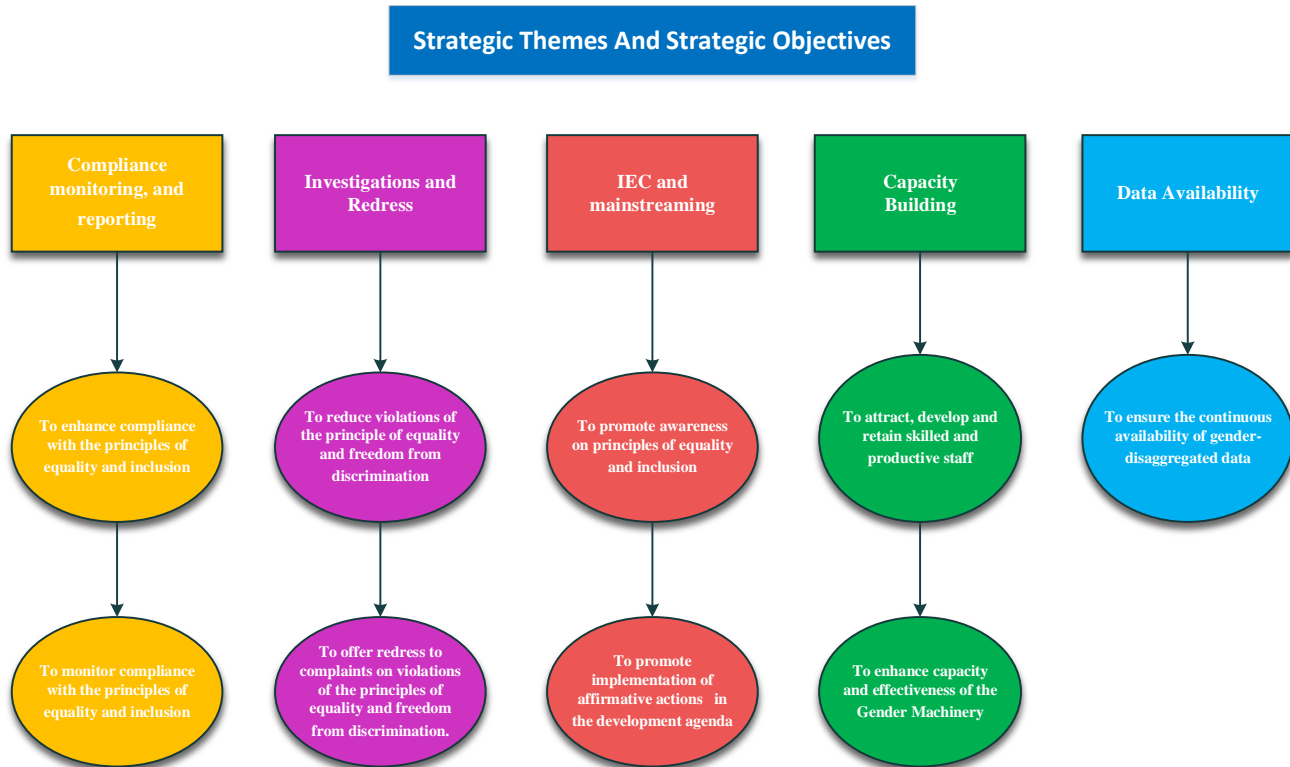 Strategic Themes And Strategic Objectives
Compliance
monitoring, and
reporting
Investigations and
Redress
IEC and
mainstreaming
Capacity
Building
Data Availability
To enhance compliance
with the principles of
equality and inclusion
To reduce violations of
the principle of equality
and freedom from
discrimination
To promote awareness
on principles of equality
and inclusion
To attract, develop and
retain skilled and
productive staff
To ensure the continuous
availability of gender-
disaggregated data
To monitor compliance
with the principles of
equality and inclusion
To offer redress to
complaints on violations
of the principles of
equality and freedom
from discrimination.
To promote
implementation of
affirmative actions in
the development agenda
To enhance capacity
and effectiveness of the
Gender Machinery